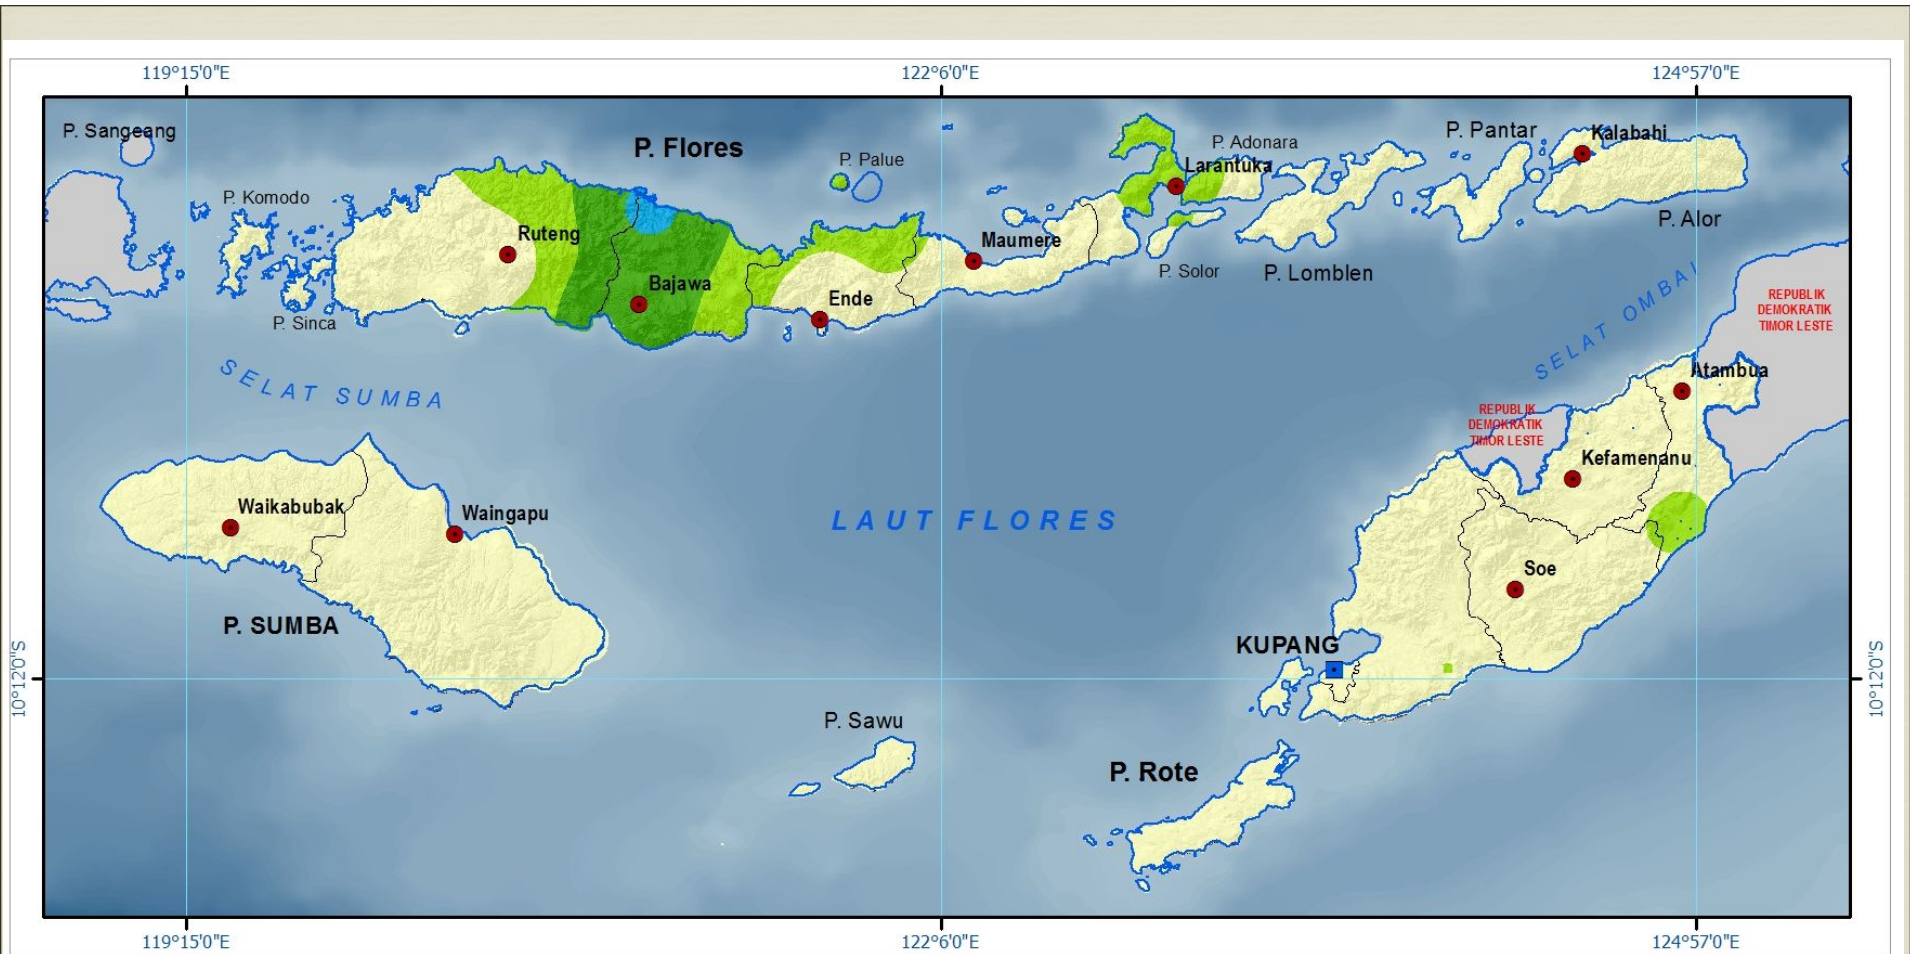 119°15'0"E
122°6'0"E
124°57'0"E
P. Sangeang
P. Flores
P. Pantar
Kalabahi
P. Adonara
P. Palue
Larantuka
P. Komodo
P. Alor
Ruteng
Maumere
P. Solor
P. Lomblen
Bajawa
Ende
P. Sinca
REPUBLIK
DEMOKRATIK
TIMOR LESTE
SELAT OMBAI
SELAT SUMBA
Atambua
REPUBLIK
DEMOKRATIK
TIMOR LESTE
Kefamenanu
Waikabubak
Waingapu
LAUT FLORES
Soe
P. SUMBA
KUPANG
10°12'0"S
10°12'0"S
P. Sawu
P. Rote
119°15'0"E
122°6'0"E
124°57'0"E